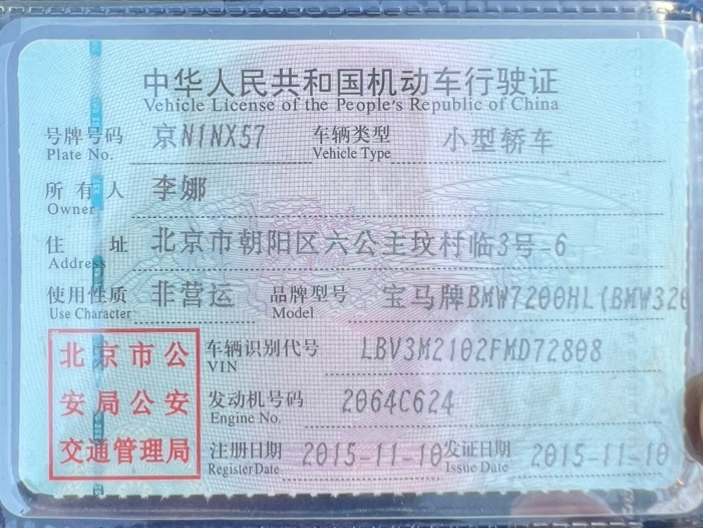 中华人民共和国机动车行驶证
Vehicle License of the People's Republic of China
号牌号码 京N1NX57 车辆类型 小型轿车
Plate No. Vehicle Type
所有人 李娜
Owner
住址 北京市朝阳区六公主坟村临3号-6
Address
使用性质 非营运 品牌型号 宝马牌BMW7200HL(BMW320
Use Character Model
北京市公 车辆识别代号 LBV3M2102FMD72808
VIN
安局公安 发动机号码 2064C624
Engine No.
交通管理局 注册日期 2015-11-10 发证日期 2015-11-10
Register Date Issue Date